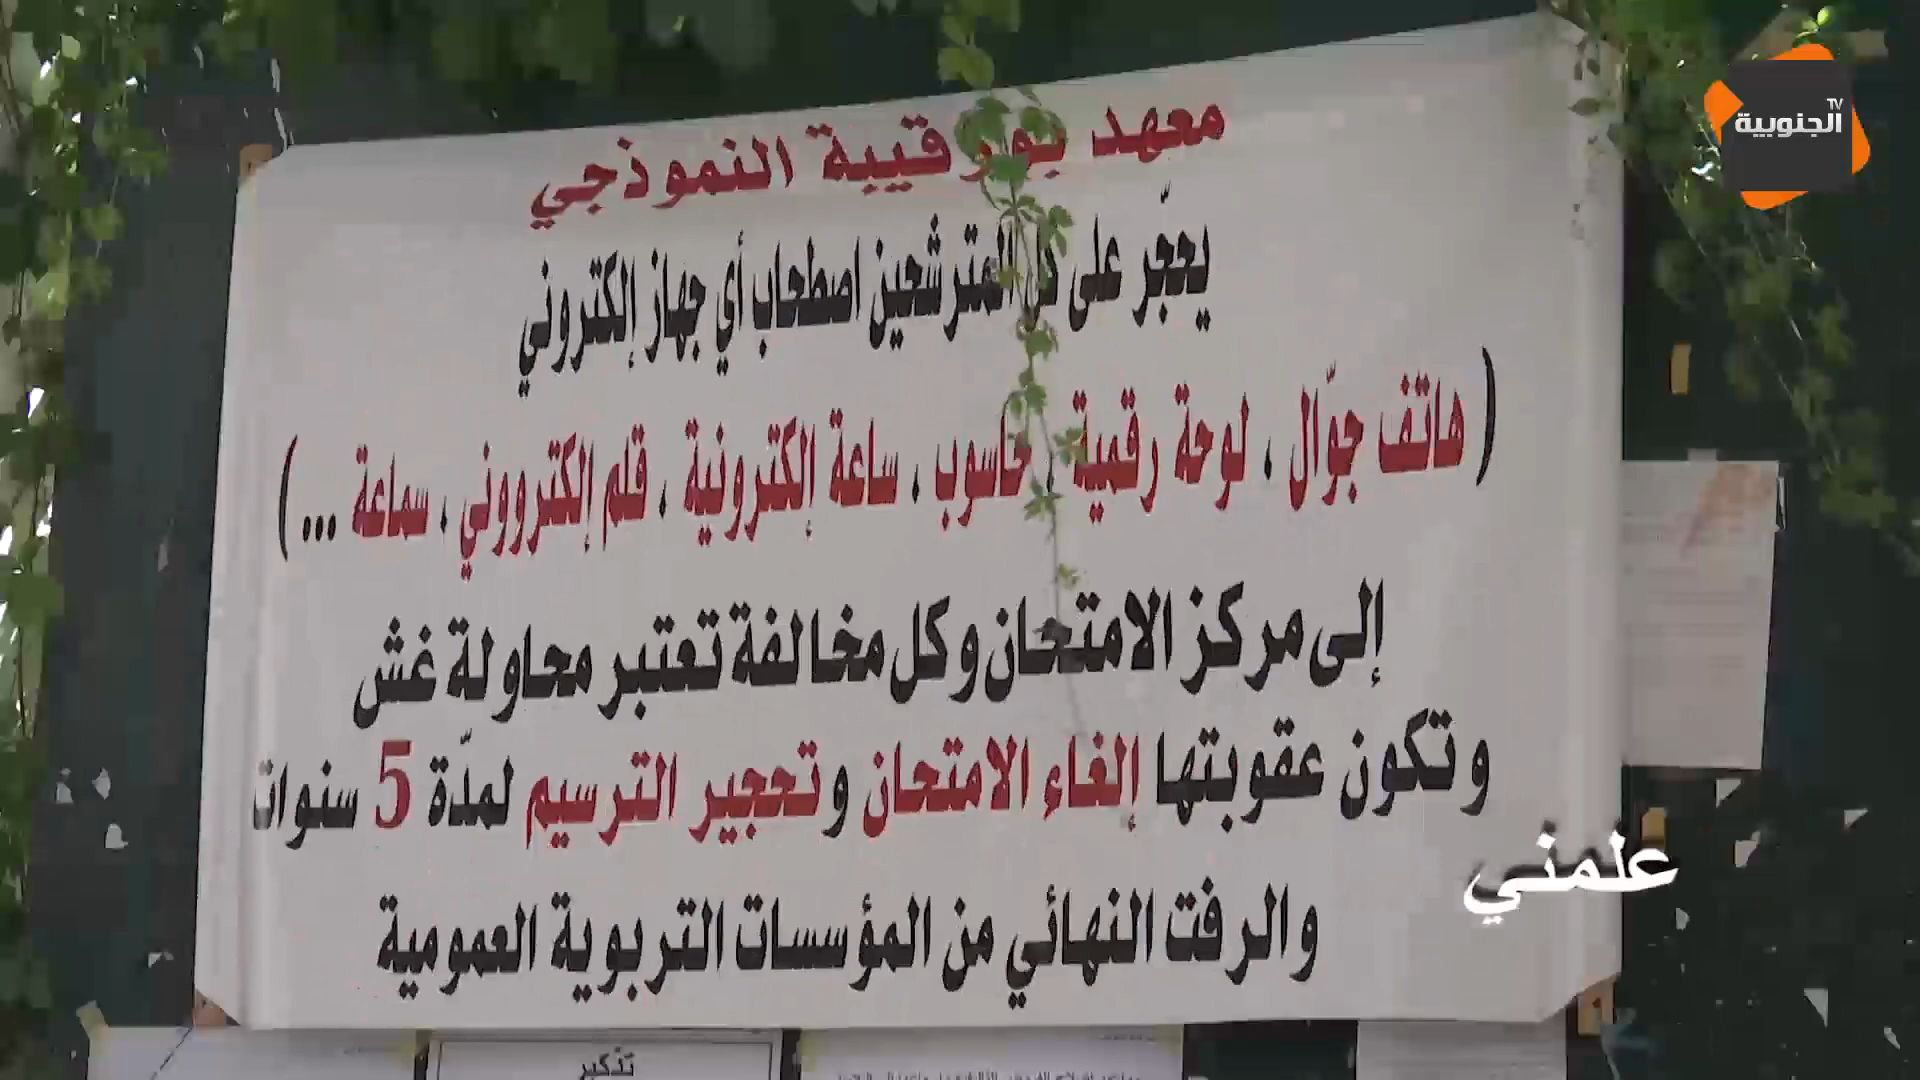 الجنوبية TV
معهد بورقيبة النموذجي
يحجّر على كل المترشحين اصطحاب أي جهاز إلكتروني
( هاتف جوّال ، لوحة رقمية ، حاسوب ، ساعة إلكترونية ، قلم إلكترووني ، سماعة ... )
إلى مركز الامتحان وكل مخالفة تعتبر محاولة غش
وتكون عقوبتها إلغاء الامتحان وتحجير الترسيم لمدّة 5 سنوات
علمني
والرفت النهائي من المؤسسات التربوية العمومية
تذكير